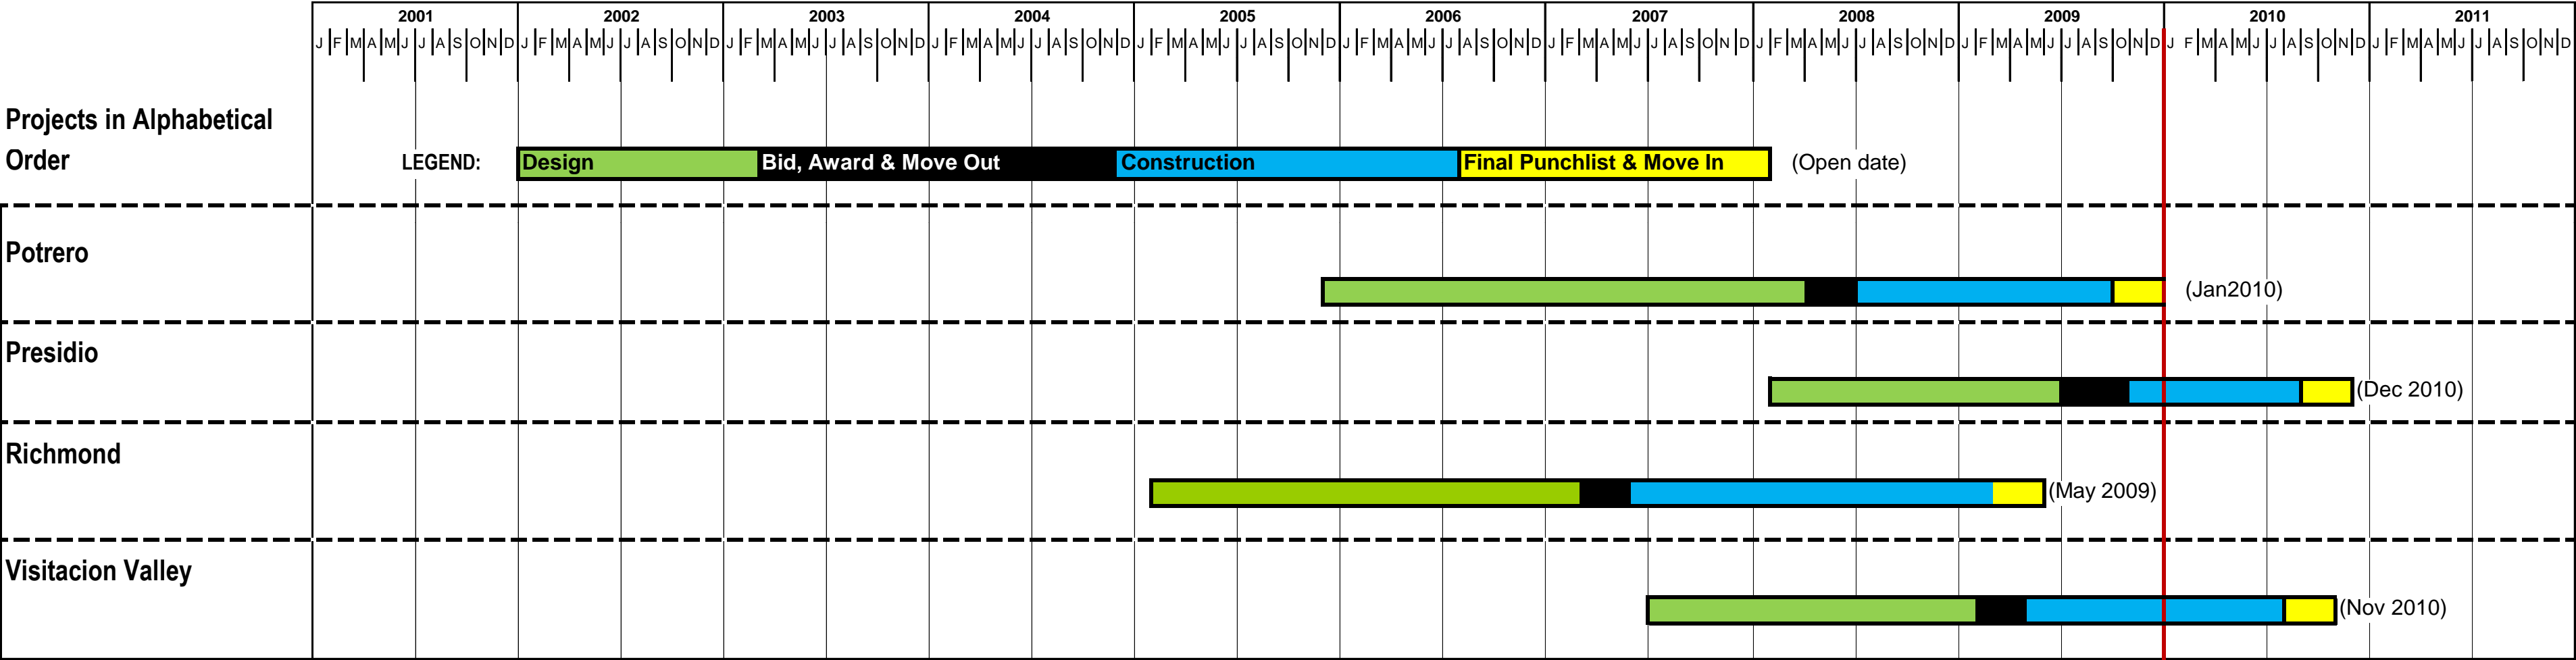 2001 2002 2003 2004 2005 2006 2007 2008 2009 2010 2011
J F M A M J J A S O N D J F M A M J J A S O N D J F M A M J J A S O N D J F M A M J J A S O N D J F M A M J J A S O N D J F M A M J J A S O N D J F M A M J J A S O N D J F M A M J J A S O N D J F M A M J J A S O N D J F M A M J J A S O N D J F M A M J J A S O N D
Projects in Alphabetical
Order LEGEND: Design Bid, Award & Move Out Construction Final Punchlist & Move In (Open date)
Potrero
(Jan2010)
Presidio
(Dec 2010)
Richmond
(May 2009)
Visitacion Valley
(Nov 2010)